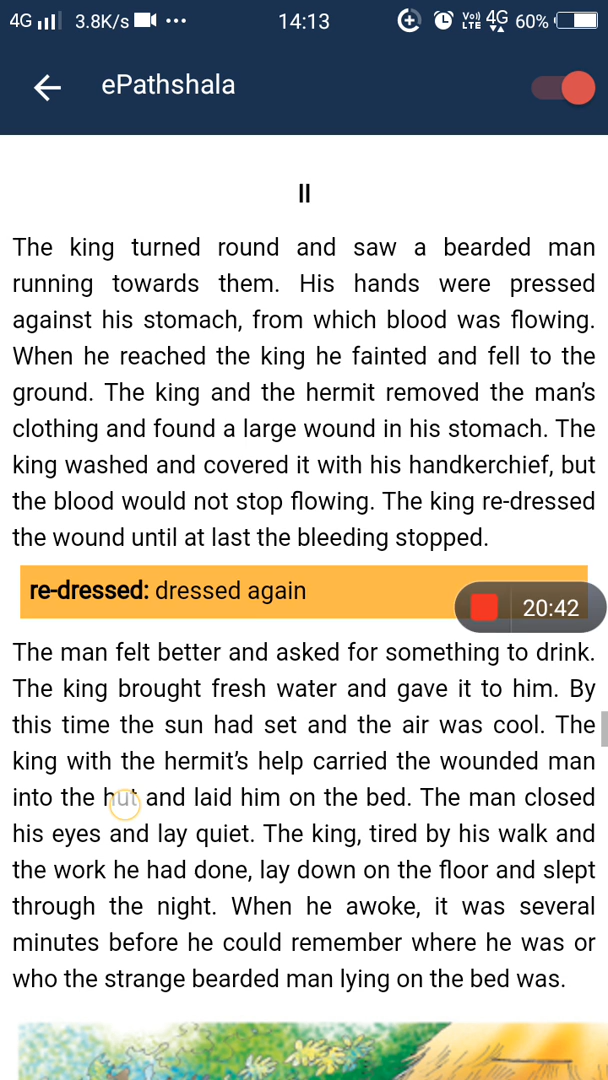 4G 3.8K/s ••• 14:13 Vo)) LTE 4G 60%
ePathshala
II
The king turned round and saw a bearded man
running towards them. His hands were pressed
against his stomach, from which blood was flowing.
When he reached the king he fainted and fell to the
ground. The king and the hermit removed the man's
clothing and found a large wound in his stomach. The
king washed and covered it with his handkerchief, but
the blood would not stop flowing. The king re-dressed
the wound until at last the bleeding stopped.
re-dressed: dressed again
20:42
The man felt better and asked for something to drink.
The king brought fresh water and gave it to him. By
this time the sun had set and the air was cool. The
king with the hermit's help carried the wounded man
into the hut and laid him on the bed. The man closed
his eyes and lay quiet. The king, tired by his walk and
the work he had done, lay down on the floor and slept
through the night. When he awoke, it was several
minutes before he could remember where he was or
who the strange bearded man lying on the bed was.